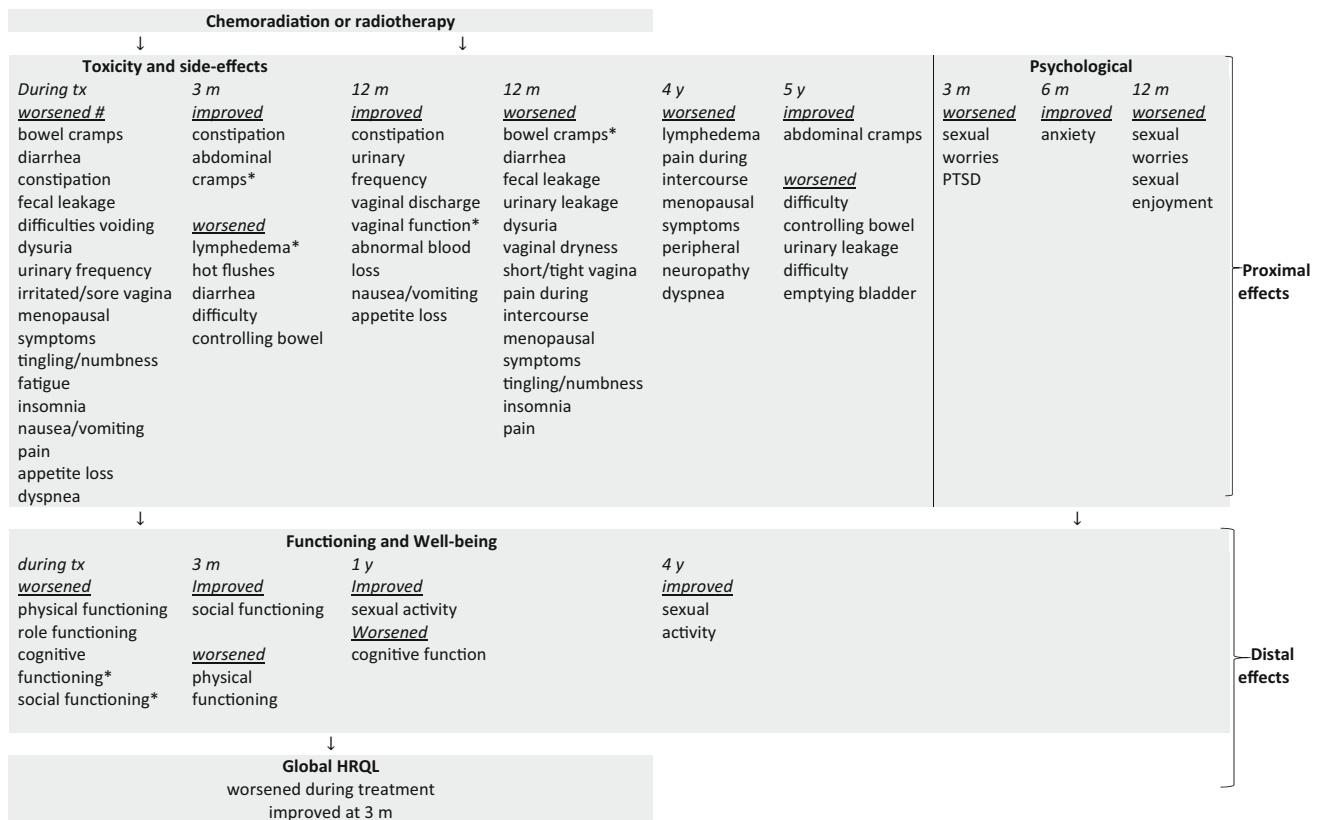 Chemoradiation or radiotherapy
↓ ↓
Toxicity and side-effects
During tx
worsened #
bowel cramps
diarrhea
constipation
fecal leakage
difficulties voiding
dysuria
urinary frequency
irritated/sore vagina
menopausal
symptoms
tingling/numbness
fatigue
insomnia
nausea/vomiting
pain
appetite loss
dyspnea
3 m
improved
constipation
abdominal
cramps*
worsened
lymphedema*
hot flushes
diarrhea
difficulty
controlling bowel
12 m
improved
constipation
urinary
frequency
vaginal discharge
vaginal function*
abnormal blood
loss
nausea/vomiting
appetite loss
12 m
worsened
bowel cramps*
diarrhea
fecal leakage
urinary leakage
dysuria
vaginal dryness
short/tight vagina
pain during
intercourse
menopausal
symptoms
tingling/numbness
insomnia
pain
4 y
worsened
lymphedema
pain during
intercourse
menopausal
symptoms
peripheral
neuropathy
dyspnea
5 y
improved
abdominal cramps
worsened
difficulty
controlling bowel
urinary leakage
difficulty
emptying bladder
Psychological
3 m
worsened
sexual
worries
PTSD
6 m
improved
anxiety
12 m
worsened
sexual
worries
sexual
enjoyment
Proximal
effects
↓ ↓
Functioning and Well-being
during tx
worsened
physical functioning
role functioning
cognitive
functioning*
social functioning*
3 m
Improved
social functioning
worsened
physical
functioning
1 y
Improved
sexual activity
Worsened
cognitive function
4 y
improved
sexual
activity
Distal
effects
↓
Global HRQL
worsened during treatment
improved at 3 m